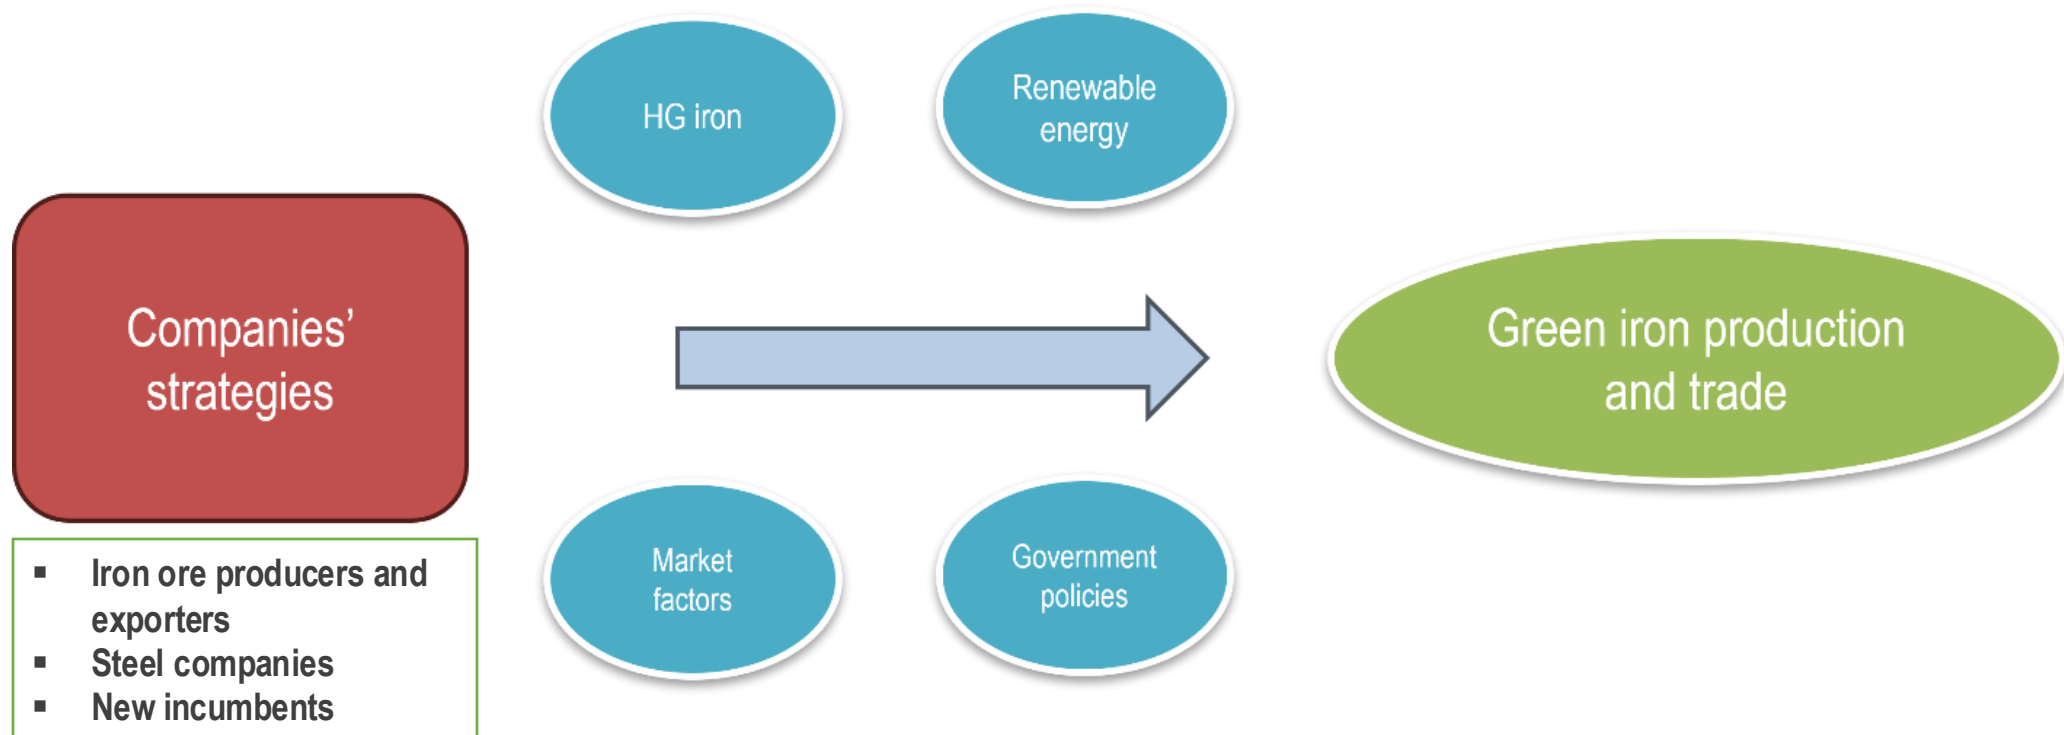 HG iron
Renewable
energy
Companies’
strategies
Green iron production
and trade
Market
factors
Government
policies
▪ Iron ore producers and
exporters
▪ Steel companies
▪ New incumbents